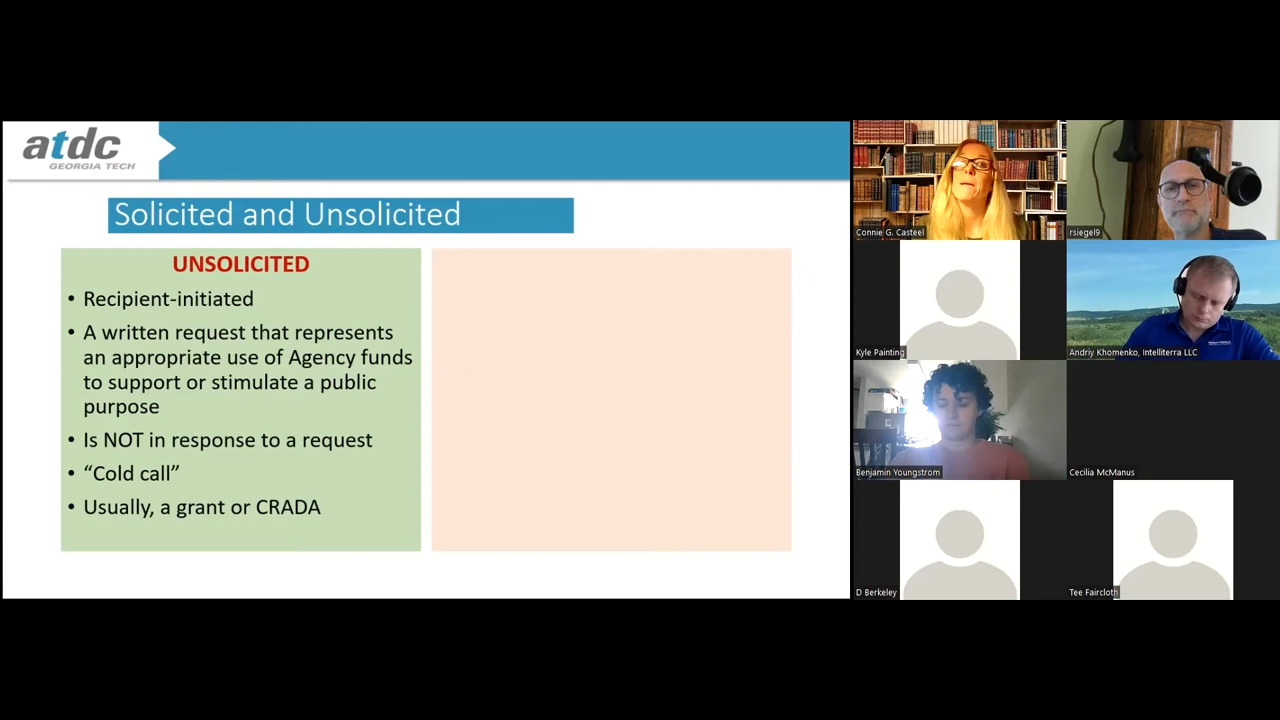 atdc
GEORGIA TECH
Solicited and Unsolicited
UNSOLICITED
• Recipient-initiated
• A written request that represents
an appropriate use of Agency funds
to support or stimulate a public
purpose
• Is NOT in response to a request
• “Cold call”
• Usually, a grant or CRADA
Connie G. Casteel
rsiegel9
Kyle Painting
Andriy Khomenko, Intelliterra LLC
Benjamin Youngstrom
Cecilia McManus
D Berkeley
Tee Faircloth